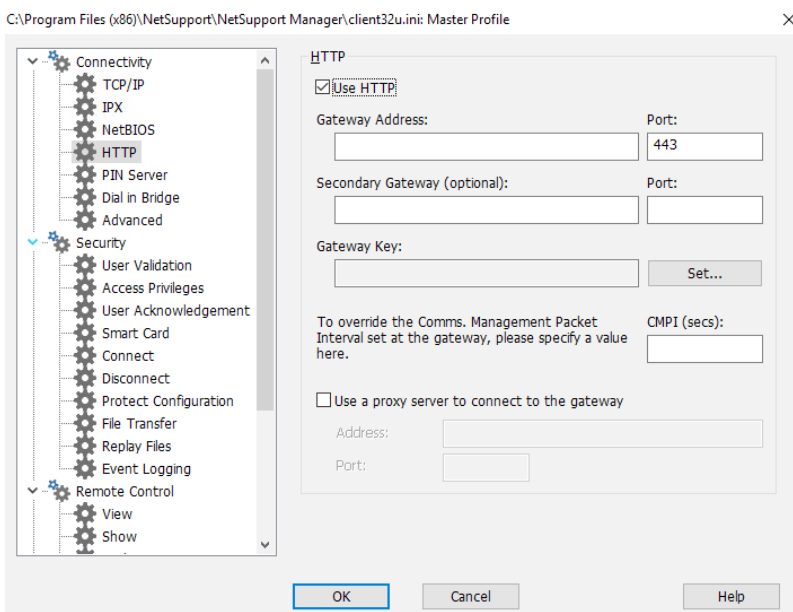 C:\Program Files (x86)\NetSupport\NetSupport Manager\client32u.ini: Master Profile
Connectivity
TCP/IP
IPX
NetBIOS
HTTP
PIN Server
Dial in Bridge
Advanced
Security
User Validation
Access Privileges
User Acknowledgement
Smart Card
Connect
Disconnect
Protect Configuration
File Transfer
Replay Files
Event Logging
Remote Control
View
Show
HTTP
Use HTTP
Gateway Address:
Port:
443
Secondary Gateway (optional):
Port:
Gateway Key:
Set...
To override the Comms. Management Packet
Interval set at the gateway, please specify a value
here.
CMPI (secs):
Use a proxy server to connect to the gateway
Address:
Port:
OK
Cancel
Help